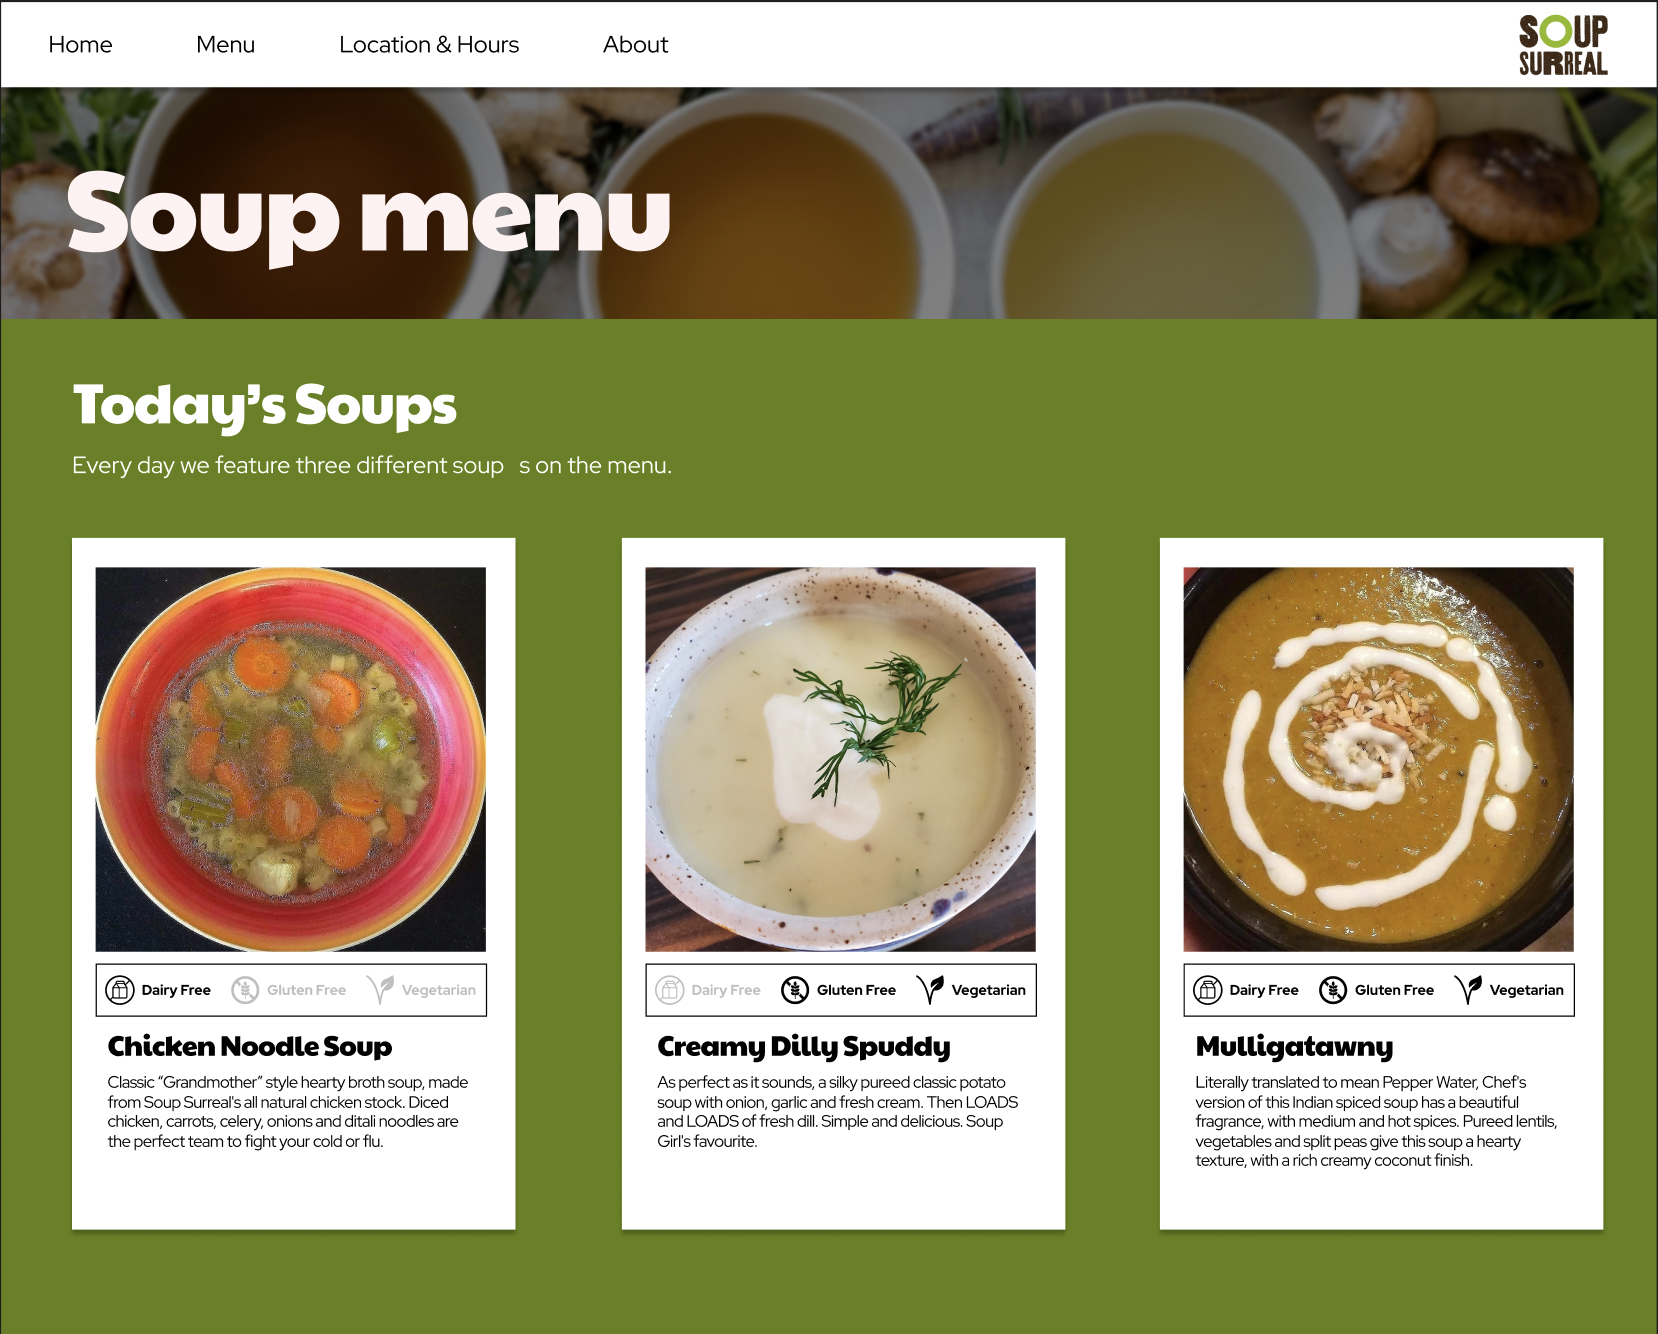 Home Menu Location & Hours About
SOUP
SURREAL
Soup menu
Today's Soups
Every day we feature three different soup s on the menu.
Dairy Free Gluten Free Vegetarian
Chicken Noodle Soup
Classic “Grandmother” style hearty broth soup, made
from Soup Surreal's all natural chicken stock. Diced
chicken, carrots, celery, onions and ditali noodles are
the perfect team to fight your cold or flu.
Dairy Free Gluten Free Vegetarian
Creamy Dilly Spuddy
As perfect as it sounds, a silky pureed classic potato
soup with onion, garlic and fresh cream. Then LOADS
and LOADS of fresh dill. Simple and delicious. Soup
Girl's favourite.
Dairy Free Gluten Free Vegetarian
Mulligatawny
Literally translated to mean Pepper Water, Chef's
version of this Indian spiced soup has a beautiful
fragrance, with medium and hot spices. Pureed lentils,
vegetables and split peas give this soup a hearty
texture, with a rich creamy coconut finish.